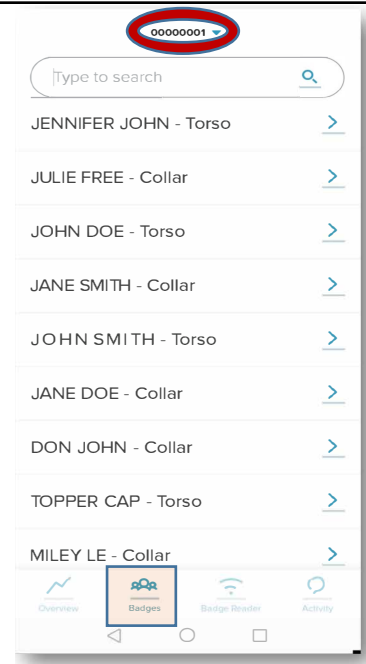 00000001
Type to search
JENNIFER JOHN - Torso
JULIE FREE - Collar
JOHN DOE - Torso
JANE SMITH - Collar
JOHN SMITH - Torso
JANE DOE - Collar
DON JOHN - Collar
TOPPER CAP - Torso
MILEY LE - Collar
Overview Badges Badge Reader Activity